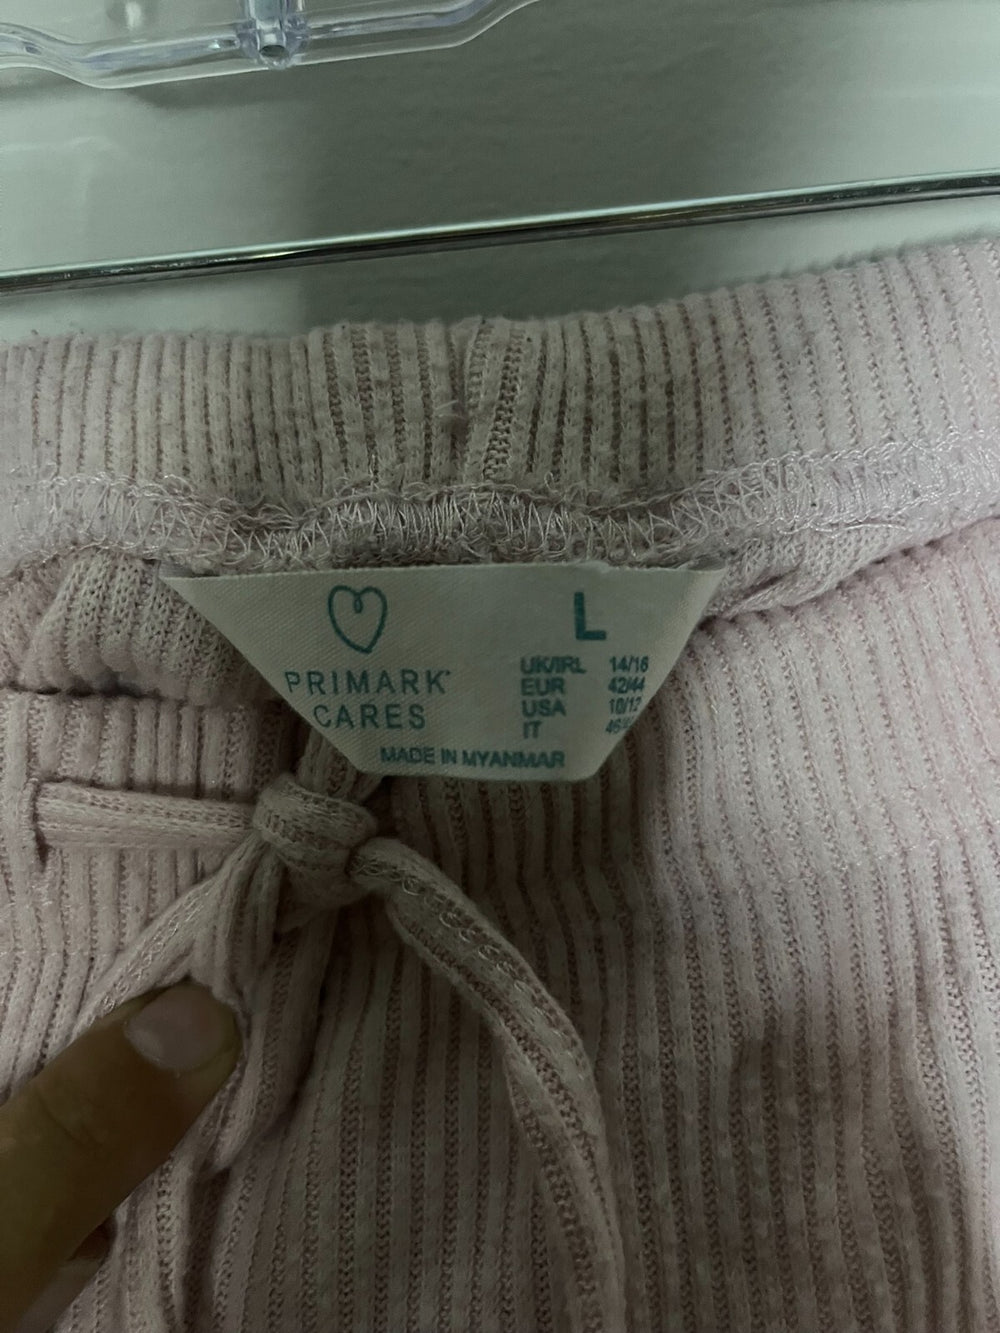 PRIMARK
CARES
L
UK/IRL 14/16
EUR 42/44
USA 10/12
IT
MADE IN MYANMAR